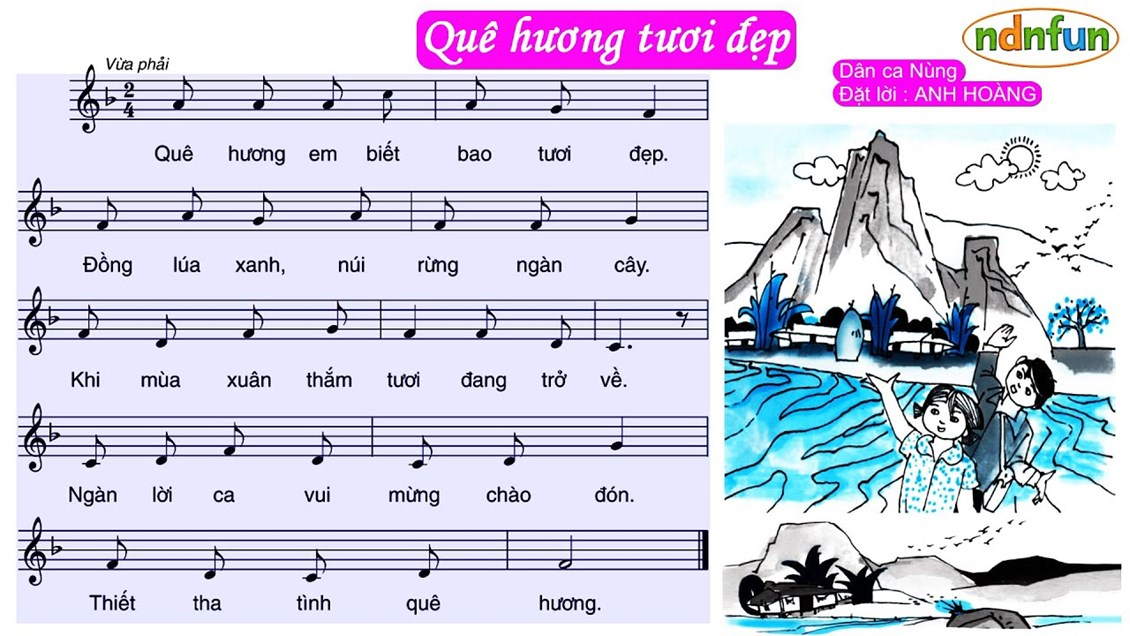 Quê hương tươi đẹp
ndnfun
Dân ca Nùng
Đặt lời : ANH HOÀNG
Vừa phải
2
4
Quê hương em biết bao tươi đẹp.
Đồng lúa xanh, núi rừng ngàn cây.
Khi mùa xuân thắm tươi đang trở về.
Ngàn lời ca vui mừng chào đón.
Thiết tha tình quê hương.